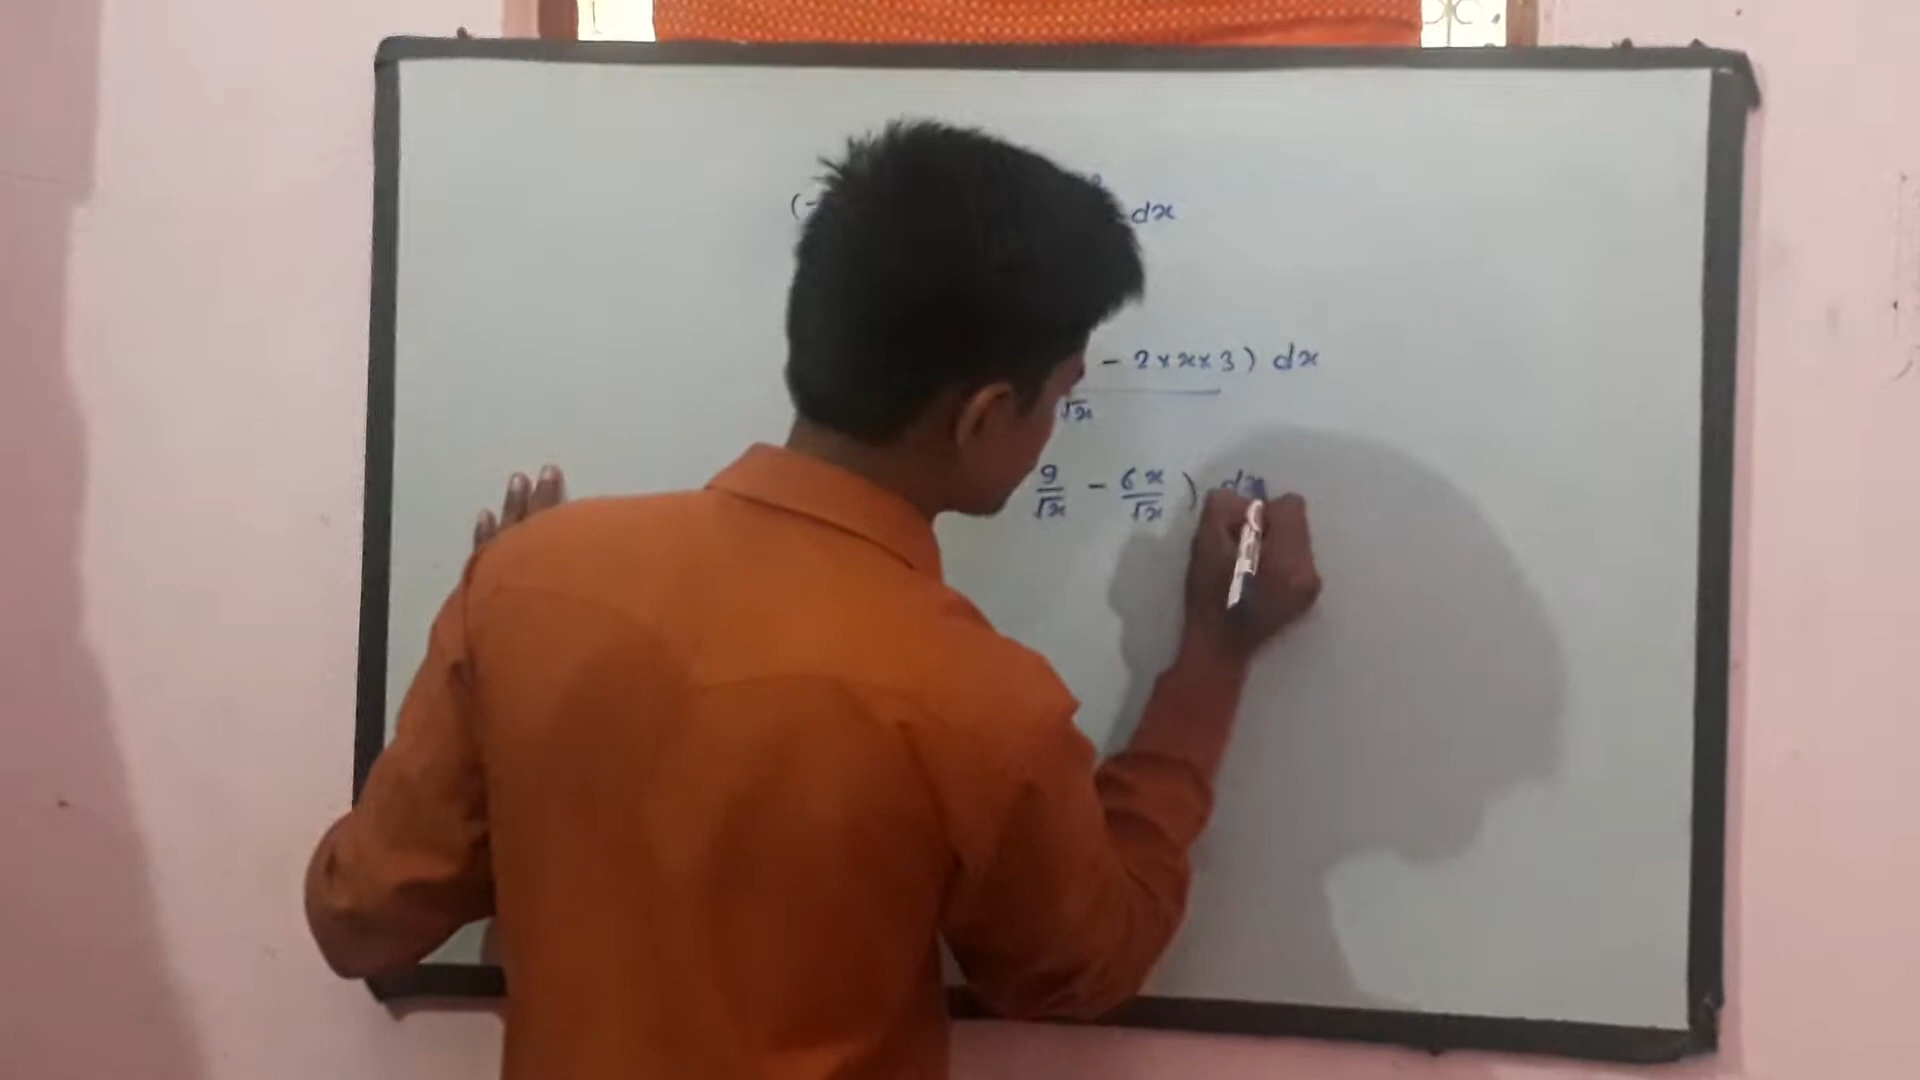 dx
- 2 × x × 3) dx
√x
9/√x - 6x/√x ) dx